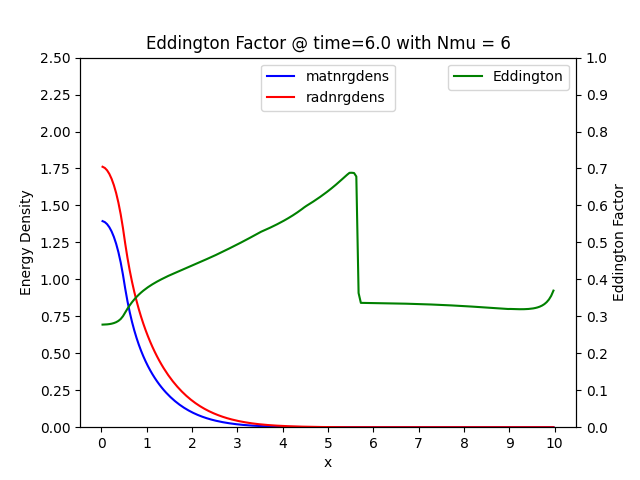 Eddington Factor @ time=6.0 with Nmu = 6
matnrgdens
radnrgdens
Eddington
Energy Density
2.50
2.25
2.00
1.75
1.50
1.25
1.00
0.75
0.50
0.25
0.00
1.0
0.9
0.8
0.7
0.6
0.5
0.4
0.3
0.2
0.1
0.0
Eddington Factor
0 1 2 3 4 5 6 7 8 9 10
x